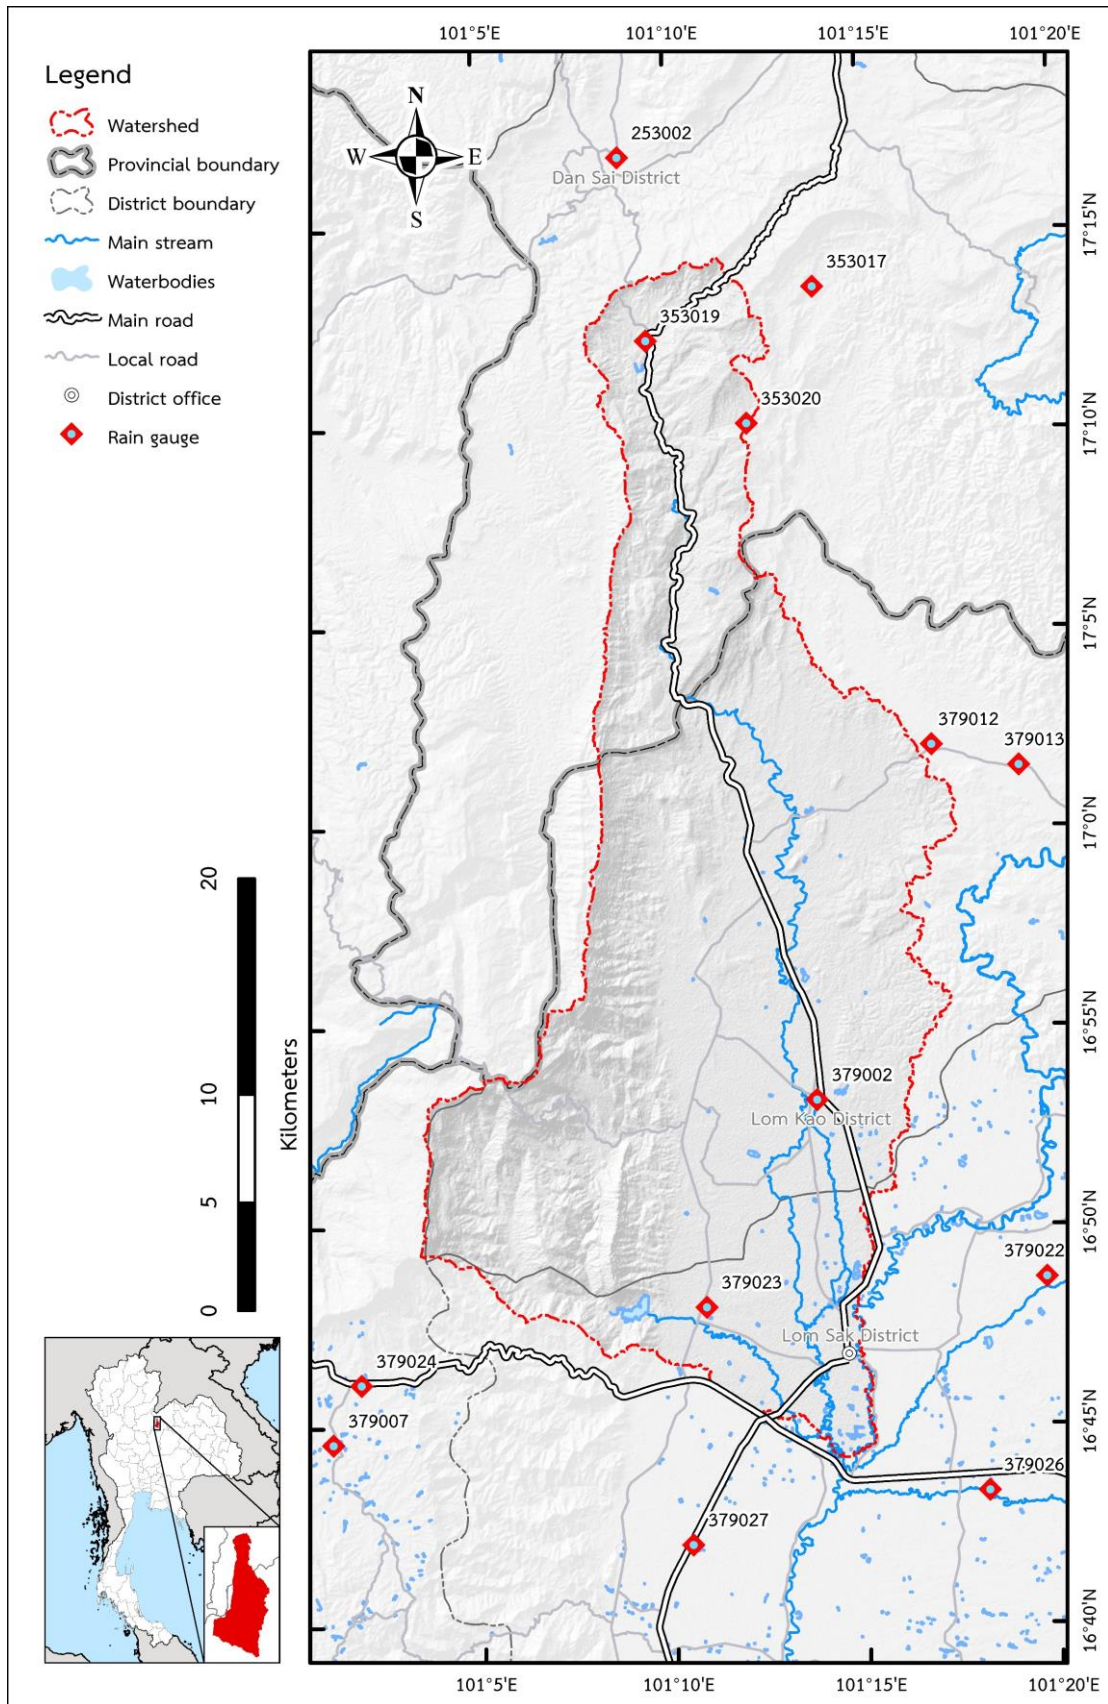 101°5'E 101°10'E 101°15'E 101°20'E
Legend
Watershed
Provincial boundary
District boundary
Main stream
Waterbodies
Main road
Local road
District office
Rain gauge
N
W E
S
253002
Dan Sai District
353017
353019
353020
379012
379013
379002
Lom Kao District
379022
379023
Lom Sak District
379024
379007
379026
379027
17°15'N
17°10'N
17°5'N
17°0'N
16°55'N
16°50'N
16°45'N
16°40'N
20
10
5
0
Kilometers
101°5'E 101°10'E 101°15'E 101°20'E